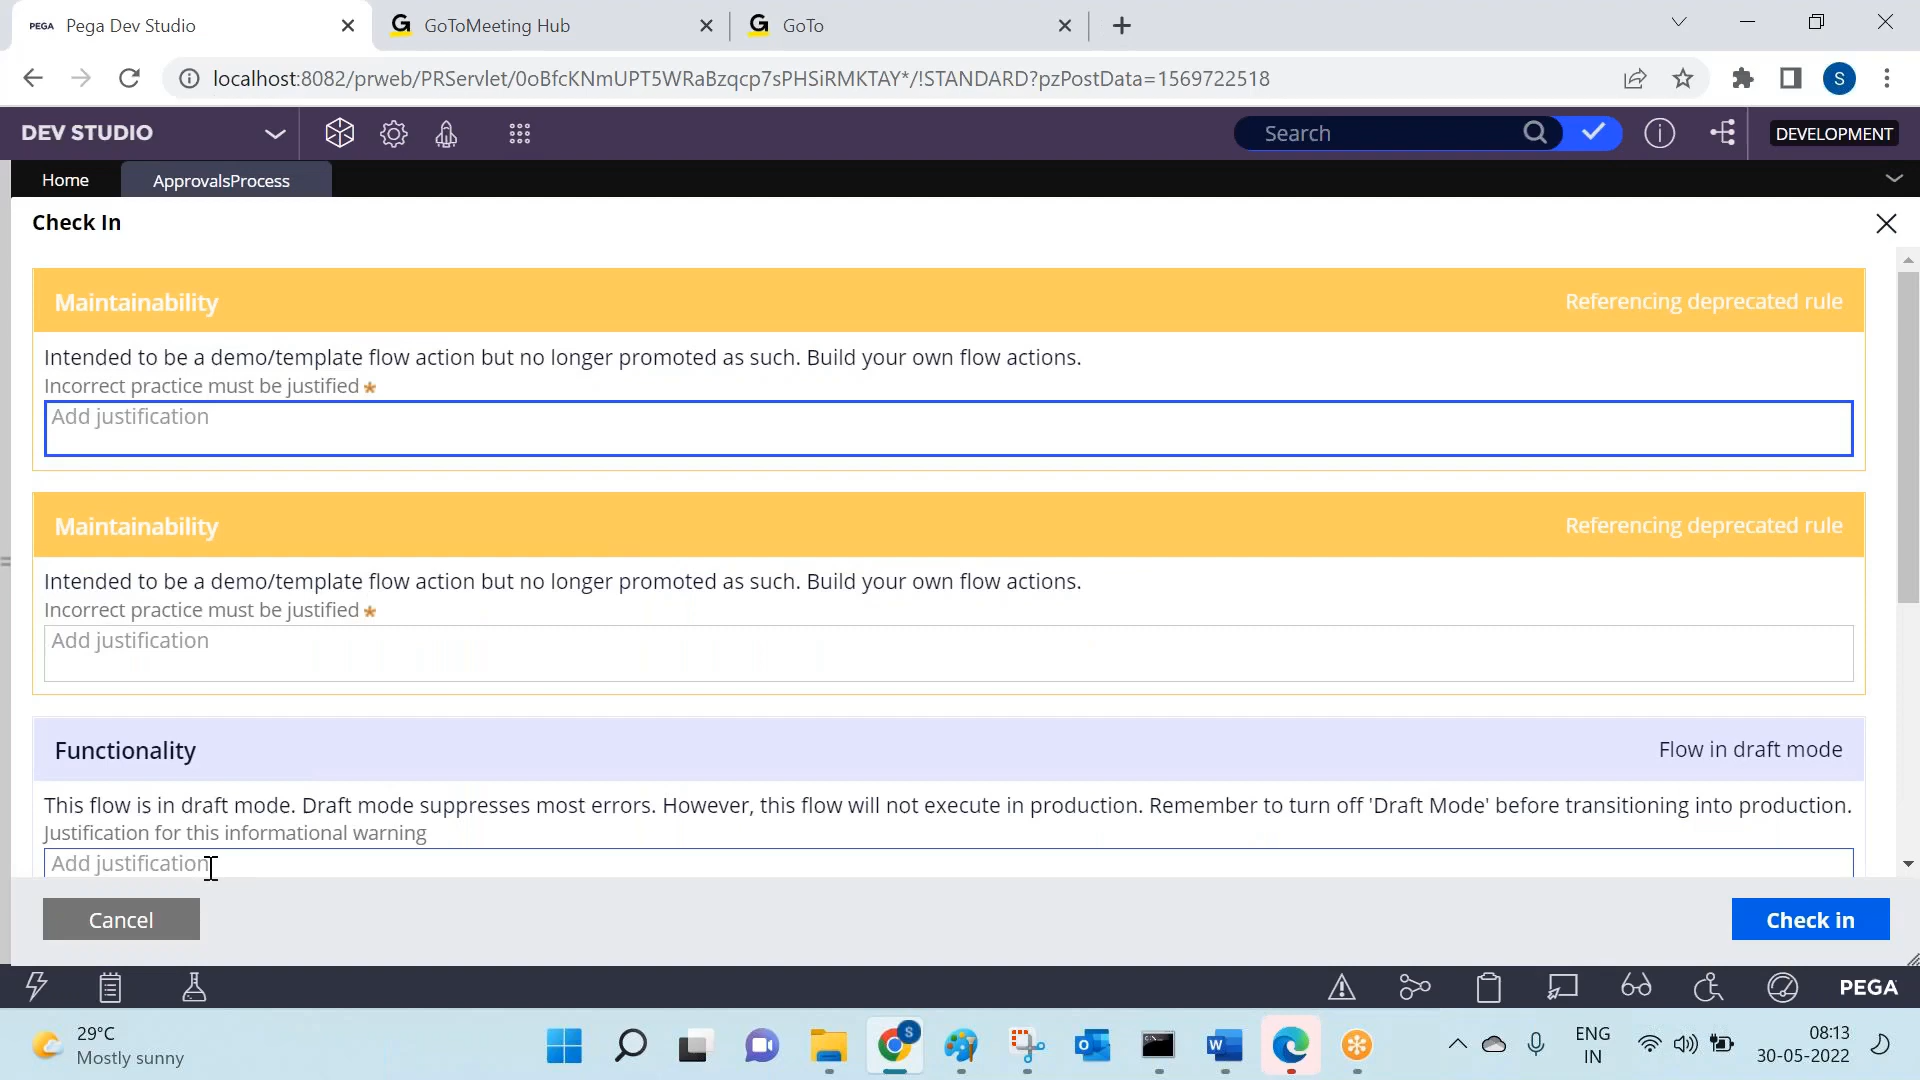 PEGA Pega Dev Studio
G GoToMeeting Hub
G GoTo
localhost:8082/prweb/PRServlet/0oBfcKNmUPT5WRaBzqcp7sPHSiRMKTAY*/!STANDARD?pzPostData=1569722518
S
DEV STUDIO
Search
DEVELOPMENT
Home
ApprovalsProcess
Check In
Maintainability
Referencing deprecated rule
Intended to be a demo/template flow action but no longer promoted as such. Build your own flow actions.
Incorrect practice must be justified *
Add justification
Maintainability
Referencing deprecated rule
Intended to be a demo/template flow action but no longer promoted as such. Build your own flow actions.
Incorrect practice must be justified *
Add justification
Functionality
Flow in draft mode
This flow is in draft mode. Draft mode suppresses most errors. However, this flow will not execute in production. Remember to turn off 'Draft Mode' before transitioning into production.
Justification for this informational warning
Add justification
Cancel
Check in
PEGA
29°C
Mostly sunny
S
ENG
IN
08:13
30-05-2022